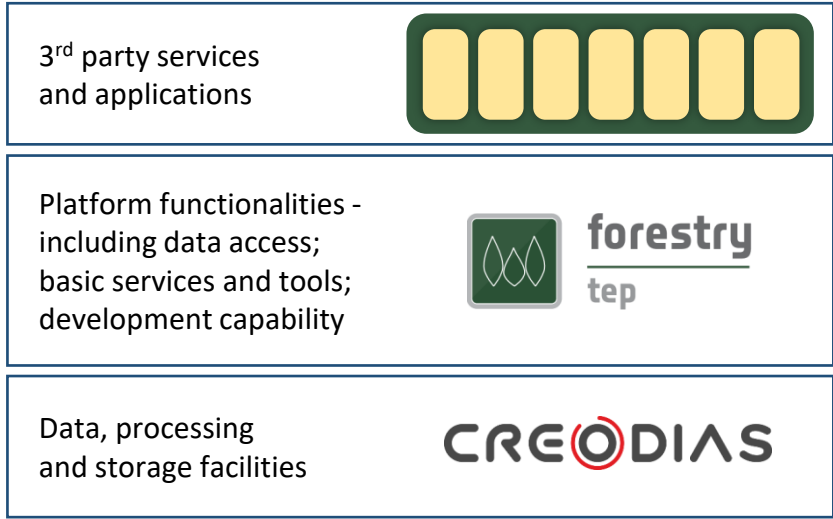 3rd party services
and applications
Platform functionalities -
including data access;
basic services and tools;
development capability
forestry
tep
Data, processing
and storage facilities
CREODIAS